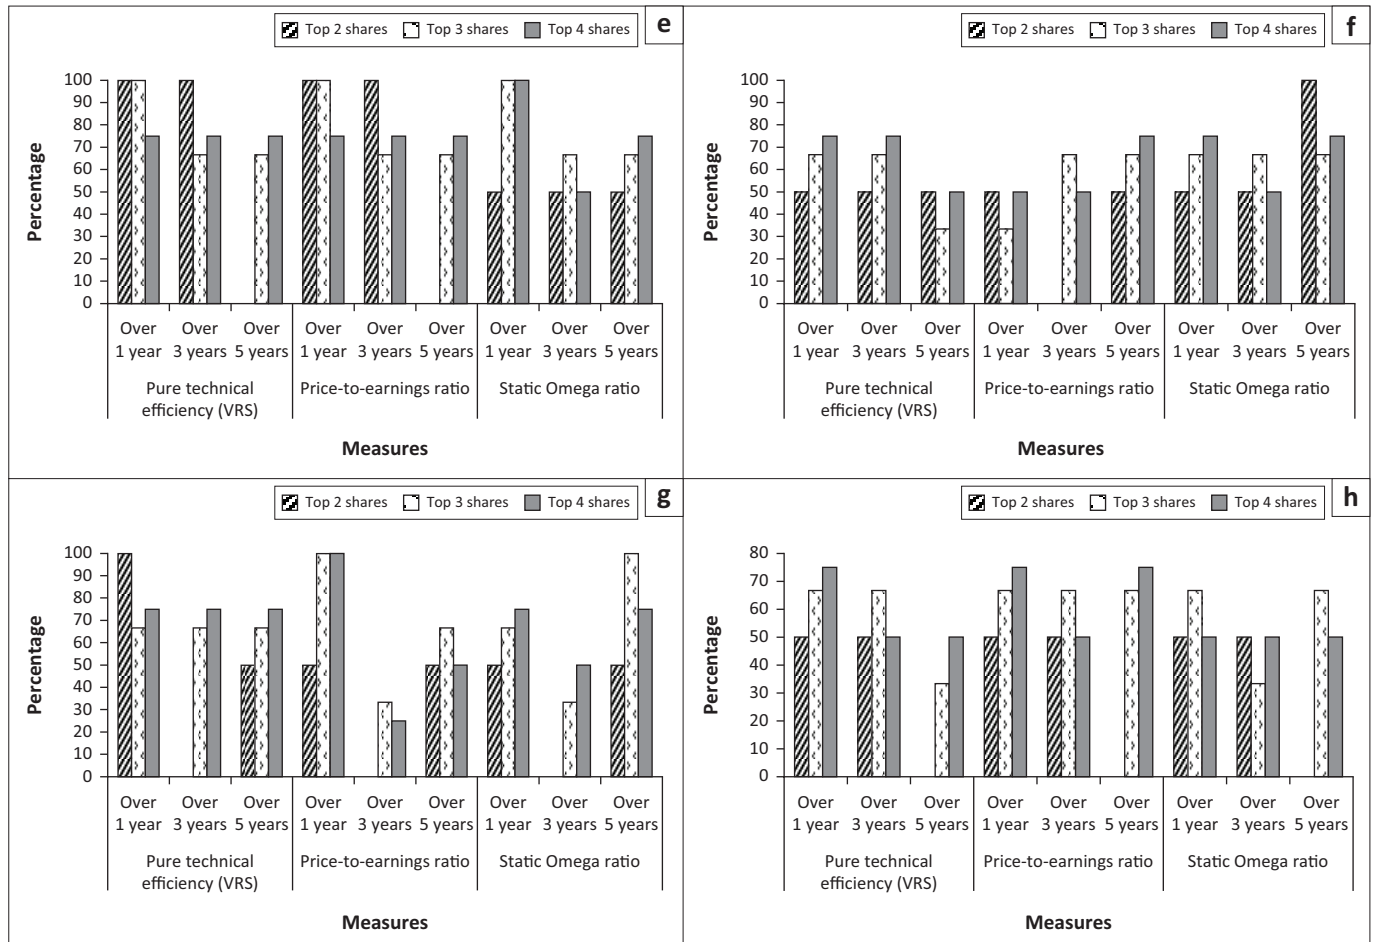 Top 2 shares Top 3 shares Top 4 shares e
100
90
80
70
60
50
40
30
20
10
0
Percentage
Over Over Over Over Over Over Over Over Over
1 year 3 years 5 years 1 year 3 years 5 years 1 year 3 years 5 years
Pure technical Price-to-earnings ratio Static Omega ratio
efficiency (VRS)
Measures
Top 2 shares Top 3 shares Top 4 shares f
100
90
80
70
60
50
40
30
20
10
0
Percentage
Over Over Over Over Over Over Over Over Over
1 year 3 years 5 years 1 year 3 years 5 years 1 year 3 years 5 years
Pure technical Price-to-earnings ratio Static Omega ratio
efficiency (VRS)
Measures
Top 2 shares Top 3 shares Top 4 shares g
100
90
80
70
60
50
40
30
20
10
0
Percentage
Over Over Over Over Over Over Over Over Over
1 year 3 years 5 years 1 year 3 years 5 years 1 year 3 years 5 years
Pure technical Price-to-earnings ratio Static Omega ratio
efficiency (VRS)
Measures
Top 2 shares Top 3 shares Top 4 shares h
80
70
60
50
40
30
20
10
0
Percentage
Over Over Over Over Over Over Over Over Over
1 year 3 years 5 years 1 year 3 years 5 years 1 year 3 years 5 years
Pure technical Price-to-earnings ratio Static Omega ratio
efficiency (VRS)
Measures